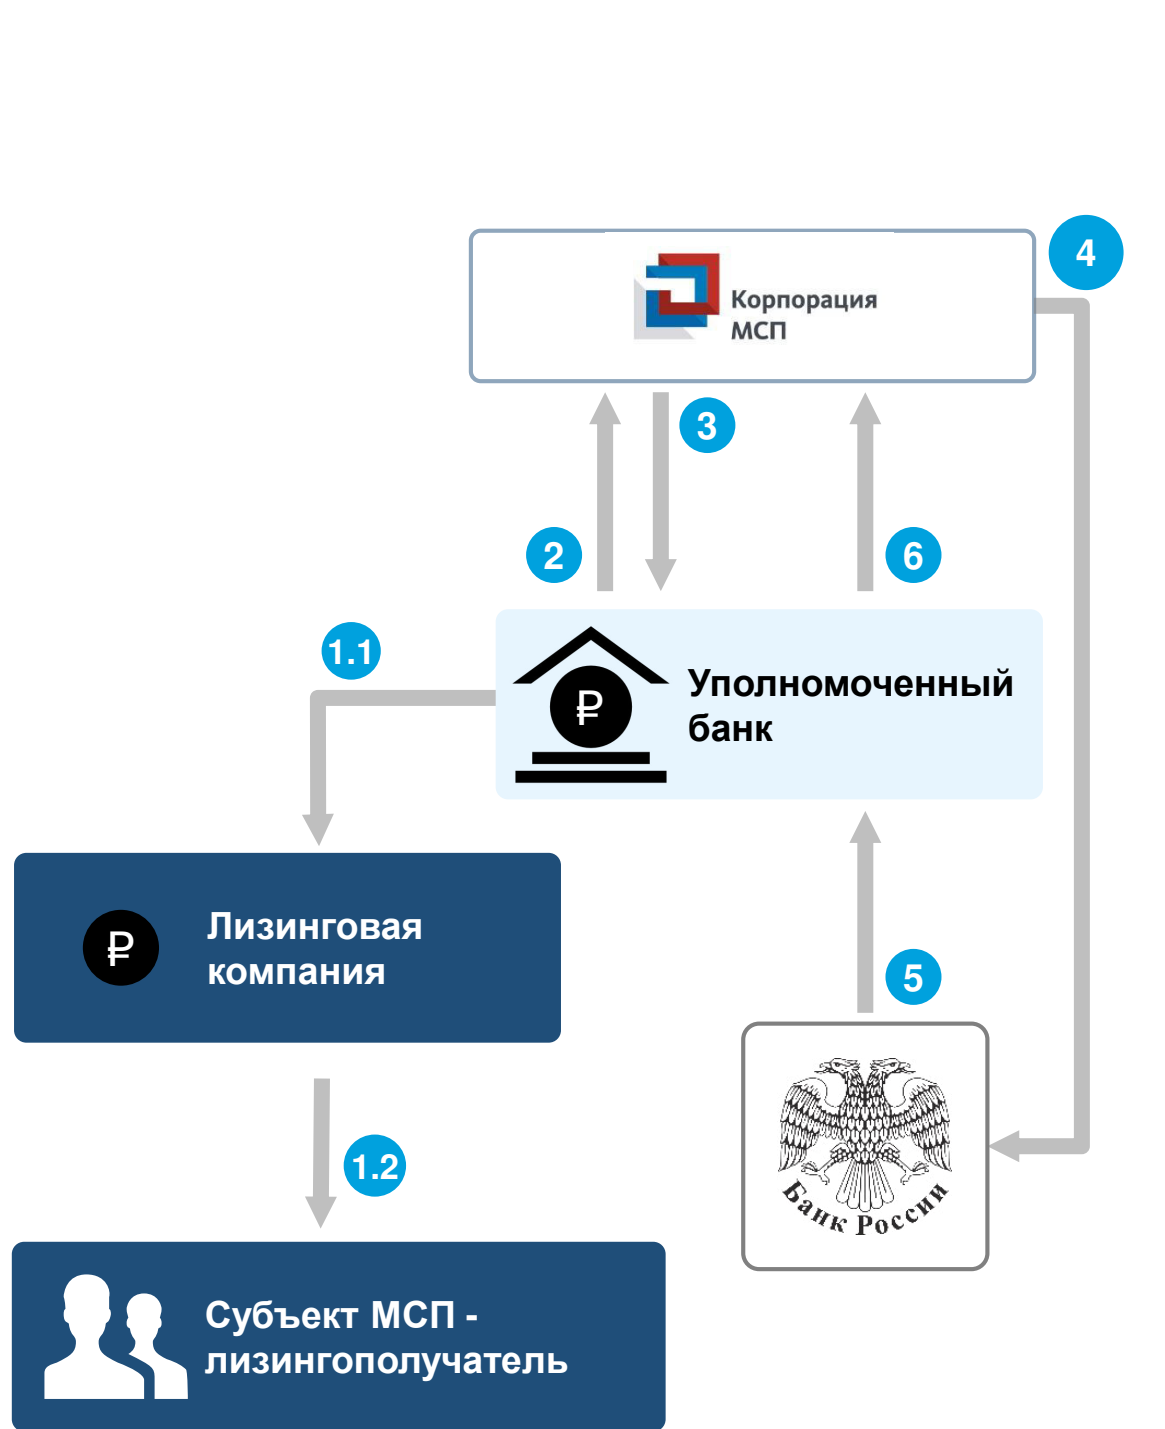 4
Корпорация
МСП
3
2
6
1.1
₽
Уполномоченный
банк
₽
Лизинговая
компания
5
1.2
Банк России
Субъект МСП -
лизингополучатель